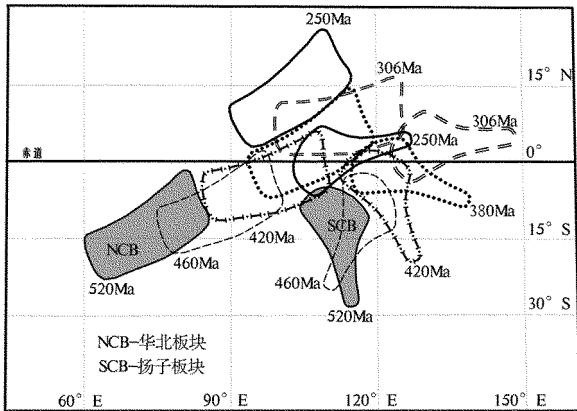 250Ma
306Ma
15° N
306Ma
250Ma
赤道
0°
380Ma
NCB
SCB
420Ma
15° S
460Ma
420Ma
460Ma
520Ma
520Ma
30° S
NCB-华北板块
SCB-扬子板块
60° E
90° E
120° E
150° E